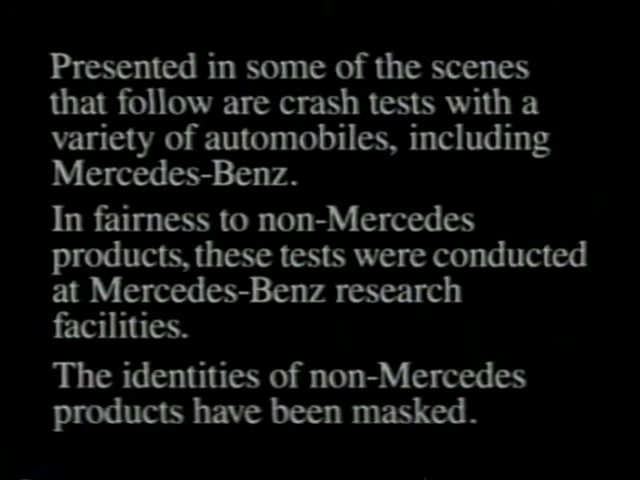 Presented in some of the scenes
that follow are crash tests with a
variety of automobiles, including
Mercedes-Benz.
In fairness to non-Mercedes
products, these tests were conducted
at Mercedes-Benz research
facilities.
The identities of non-Mercedes
products have been masked.